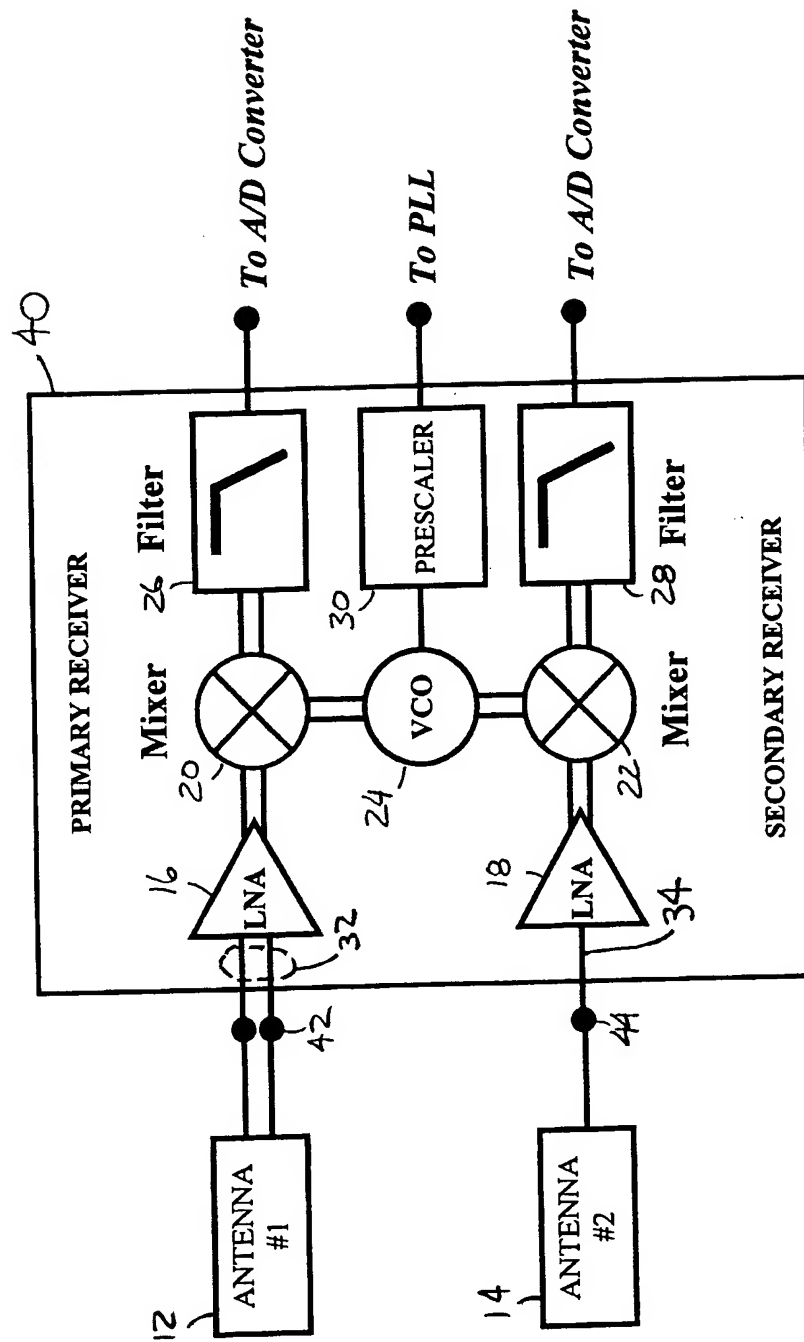 40
PRIMARY RECEIVER
12
ANTENNA
#1
42
32
16
LNA
20
Mixer
26
Filter
To A/D Converter
24
VCO
30
PRESCALER
To PLL
14
ANTENNA
#2
44
34
18
LNA
22
Mixer
28
Filter
To A/D Converter
SECONDARY RECEIVER